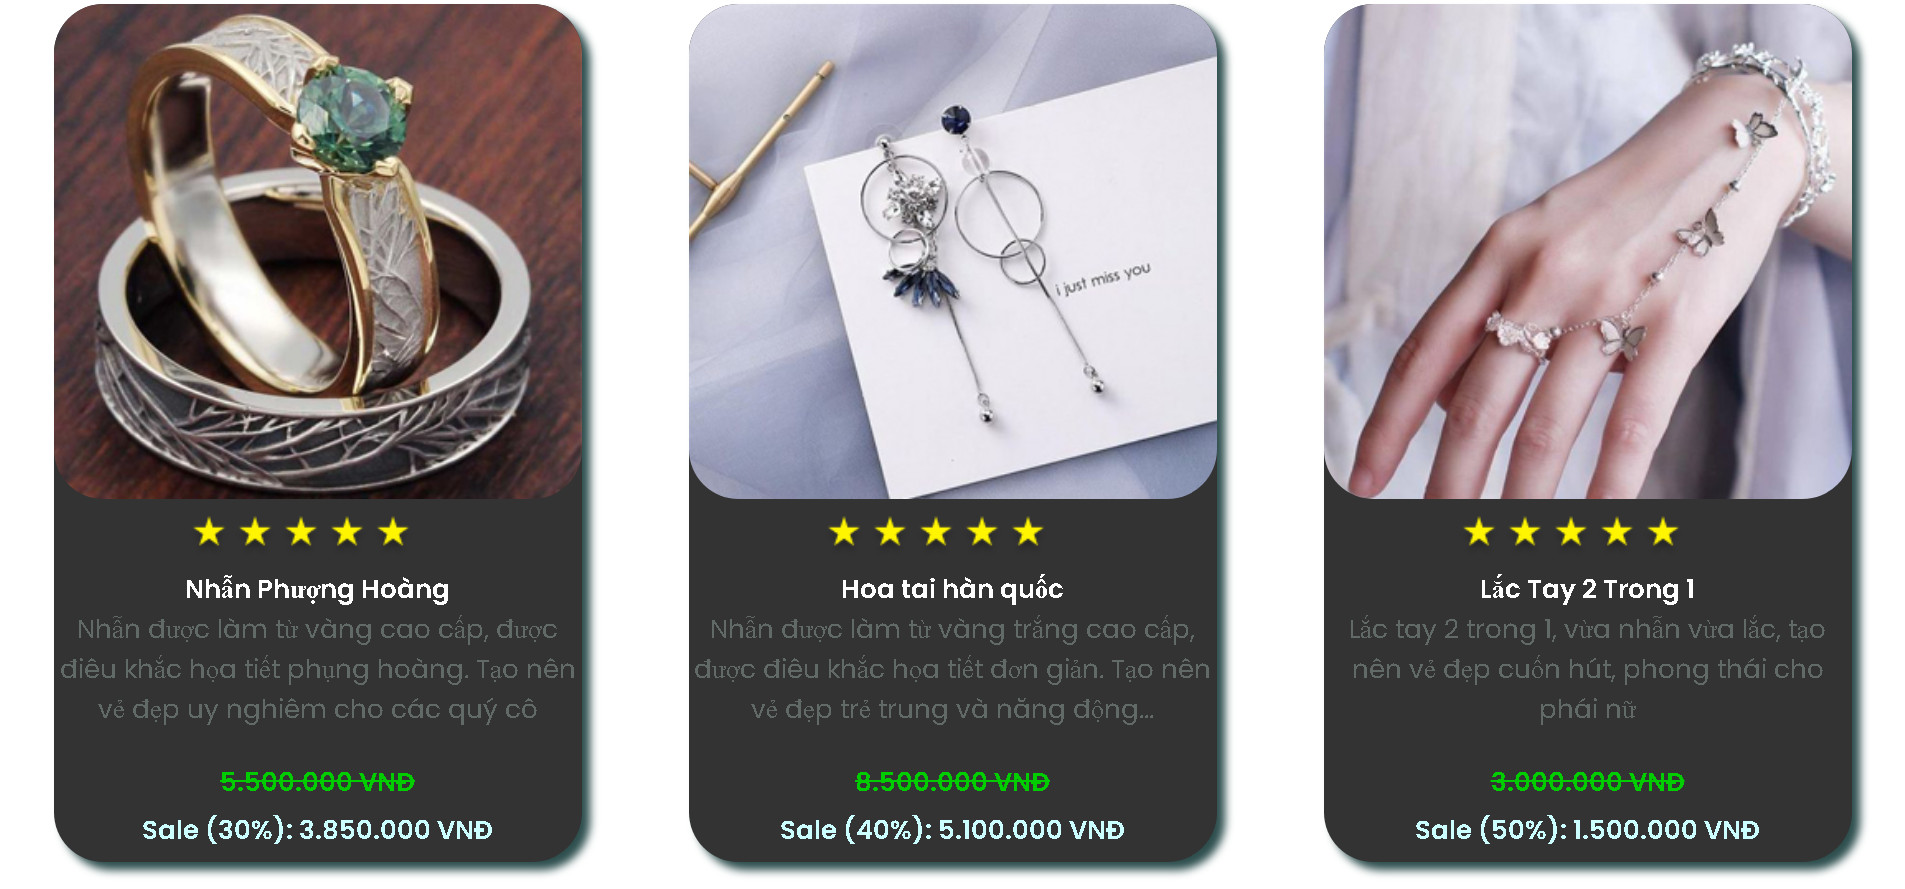 i just miss you
Nhẫn Phượng Hoàng
Nhẫn được làm từ vàng cao cấp, được
điêu khắc họa tiết phụng hoàng. Tạo nên
vẻ đẹp uy nghiêm cho các quý cô
5.500.000 VNĐ
Sale (30%): 3.850.000 VNĐ
Hoa tai hàn quốc
Nhẫn được làm từ vàng trắng cao cấp,
được điêu khắc họa tiết đơn giản. Tạo nên
vẻ đẹp trẻ trung và năng động...
8.500.000 VNĐ
Sale (40%): 5.100.000 VNĐ
Lắc Tay 2 Trong 1
Lắc tay 2 trong 1, vừa nhẫn vừa lắc, tạo
nên vẻ đẹp cuốn hút, phong thái cho
phái nữ
3.000.000 VNĐ
Sale (50%): 1.500.000 VNĐ